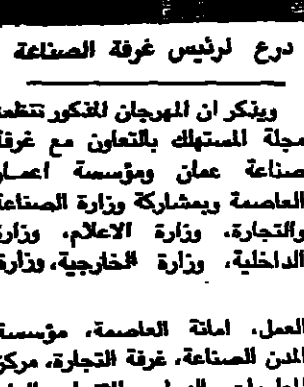 درع لرئيس غرفة الصناعة
ويذكر ان المهرجان المذكور تنظمه
مجلة المستهلك بالتعاون مع غرفة
صناعة عمان ومؤسسة اعمار
العاصمة وبمشاركة وزارة الصناعة
والتجارة، وزارة الاعلام، وزارة
الداخلية، وزارة الخارجية، وزارة
العمل، امانة العاصمة، مؤسسة
المدن الصناعة، غرفة التجارة، مركز